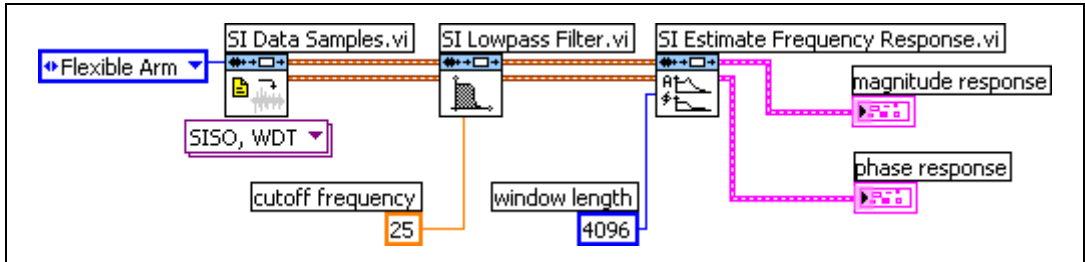 SI Data Samples.vi
SI Lowpass Filter.vi
SI Estimate Frequency Response.vi
Flexible Arm
magnitude response
SISO, WDT
phase response
cutoff frequency
25
window length
4096